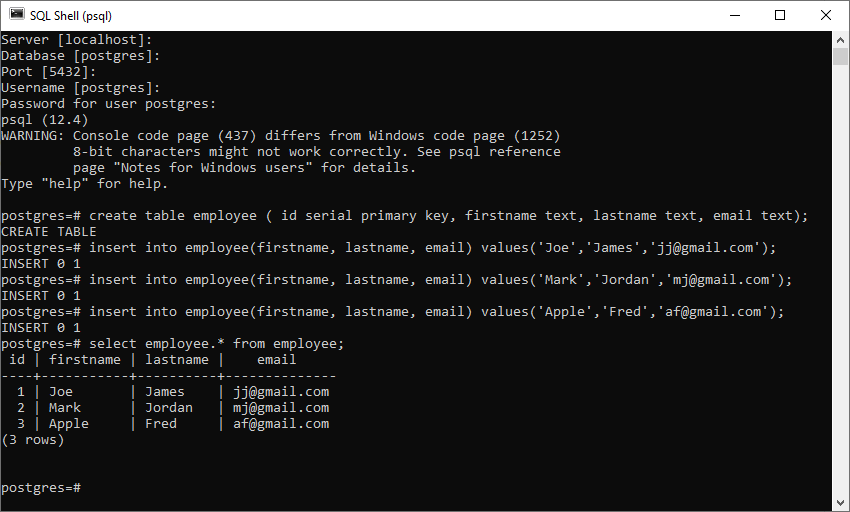 SQL Shell (psql)
Server [localhost]:
Database [postgres]:
Port [5432]:
Username [postgres]:
Password for user postgres:
psql (12.4)
WARNING: Console code page (437) differs from Windows code page (1252)
         8-bit characters might not work correctly. See psql reference
         page "Notes for Windows users" for details.
Type "help" for help.

postgres=# create table employee ( id serial primary key, firstname text, lastname text, email text);
CREATE TABLE
postgres=# insert into employee(firstname, lastname, email) values('Joe','James','jj@gmail.com');
INSERT 0 1
postgres=# insert into employee(firstname, lastname, email) values('Mark','Jordan','mj@gmail.com');
INSERT 0 1
postgres=# insert into employee(firstname, lastname, email) values('Apple','Fred','af@gmail.com');
INSERT 0 1
postgres=# select employee.* from employee;
 id | firstname | lastname |    email
----+-----------+----------+--------------
  1 | Joe       | James    | jj@gmail.com
  2 | Mark      | Jordan   | mj@gmail.com
  3 | Apple     | Fred     | af@gmail.com
(3 rows)


postgres=#